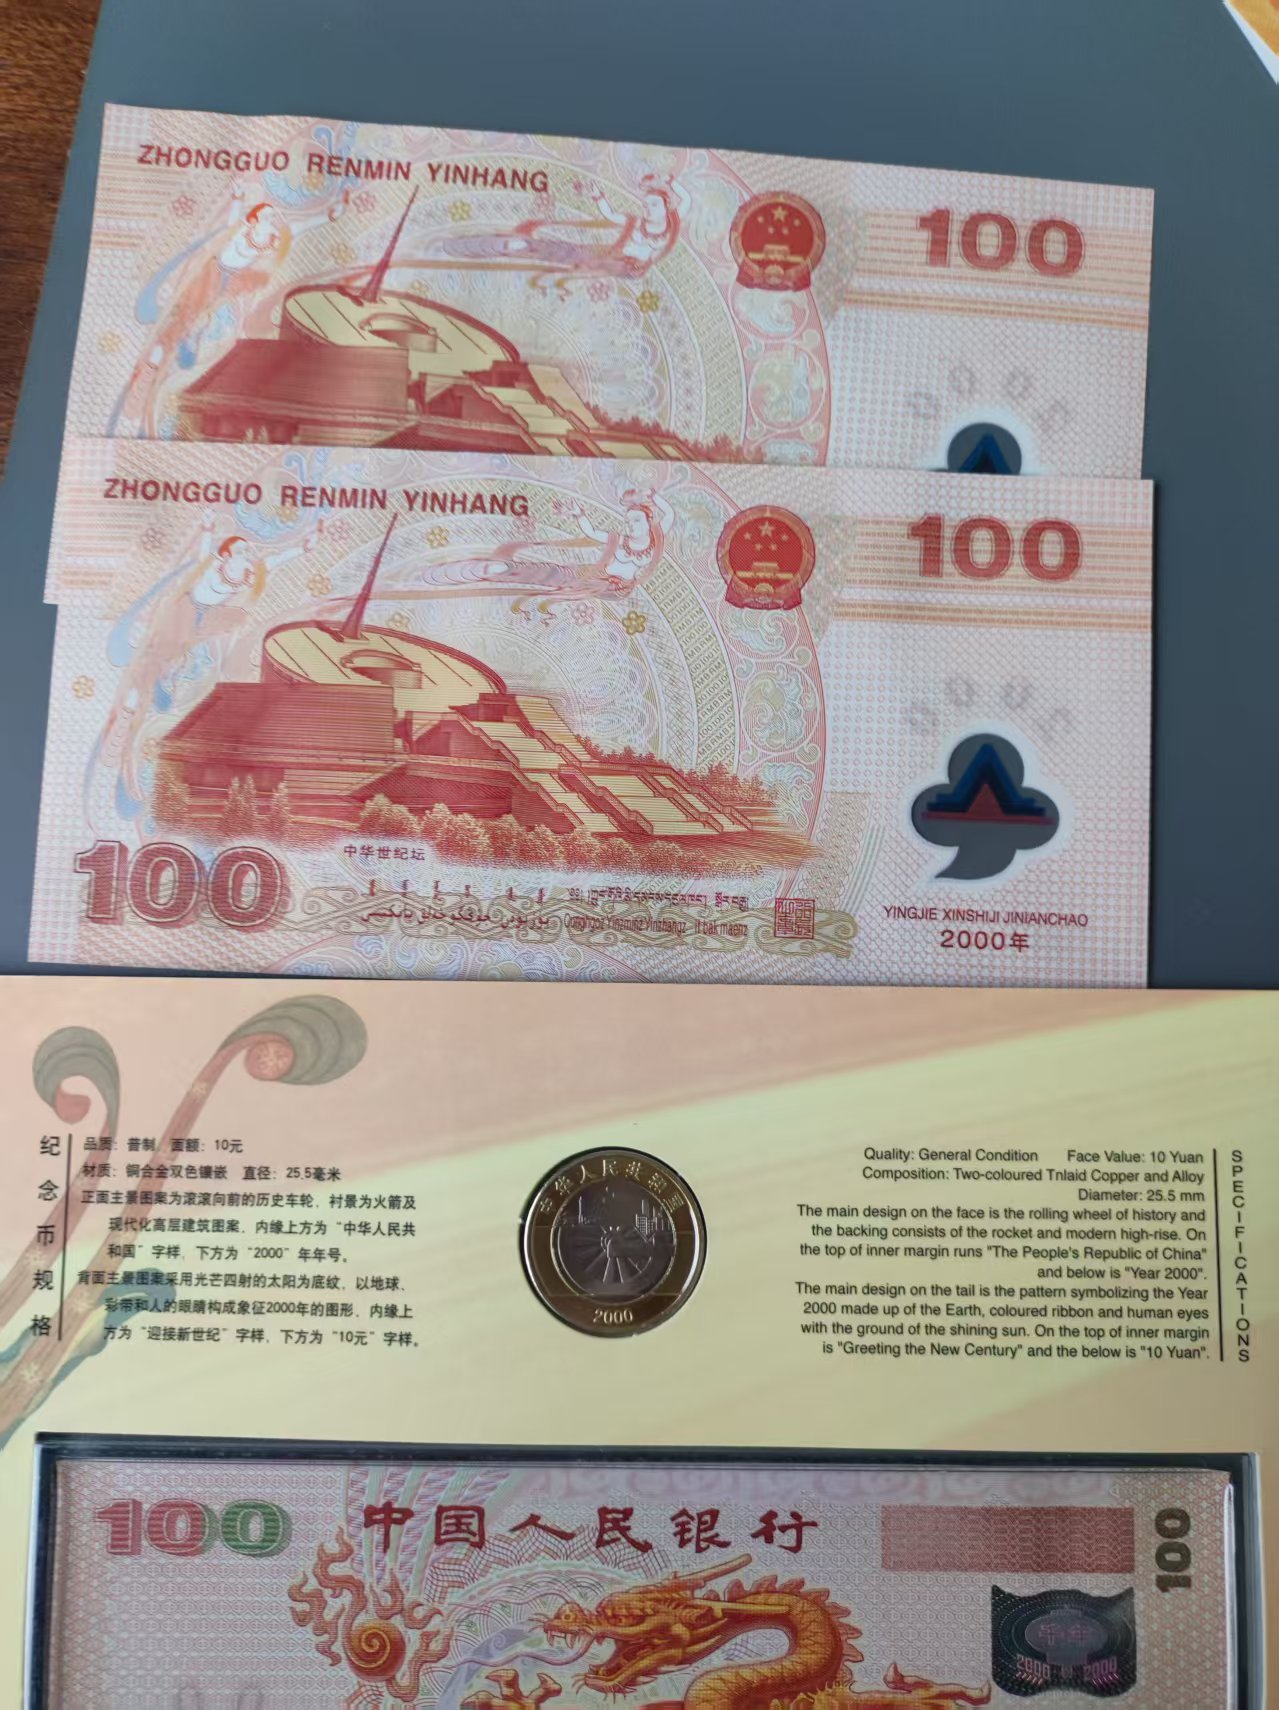 ZHONGGUO RENMIN YINHANG
100
ZHONGGUO RENMIN YINHANG
100
中华世纪坛
100
YINGJIE XINSHIJI JINIANCHAO
2000年
纪念币规格
品质：普制 面额：10元
材质：铜合金双色镶嵌 直径：25.5毫米
正面主景图案为滚滚向前的历史车轮，衬景为火箭及
现代化高层建筑图案，内缘上方为“中华人民共
和国”字样，下方为“2000”年年号。
背面主景图案采用光芒四射的太阳为底纹，以地球、
彩带和人的眼睛构成象征2000年的图形，内缘上
方为“迎接新世纪”字样，下方为“10元”字样。
中华人民共和国
2000
Quality: General Condition Face Value: 10 Yuan
Composition: Two-coloured Tnlaid Copper and Alloy
Diameter: 25.5 mm
The main design on the face is the rolling wheel of history and
the backing consists of the rocket and modern high-rise. On
the top of inner margin runs "The People's Republic of China"
and below is "Year 2000".
The main design on the tail is the pattern symbolizing the Year
2000 made up of the Earth, coloured ribbon and human eyes
with the ground of the shining sun. On the top of inner margin
is "Greeting the New Century" and the below is "10 Yuan".
SPECIFICATIONS
100
中国人民银行
100
千年
2000
2000